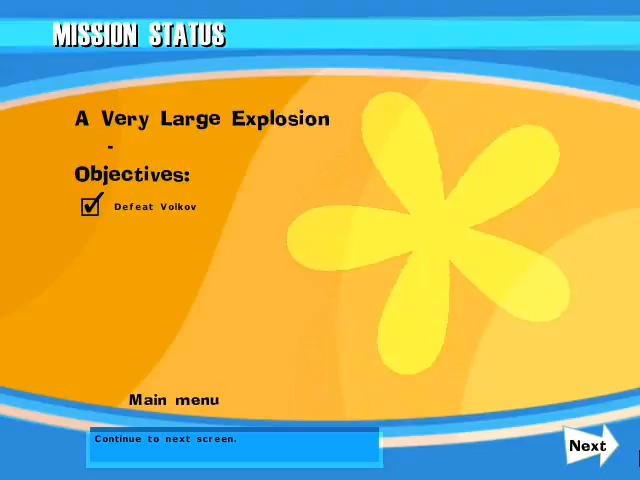 MISSION STATUS
A Very Large Explosion
-
Objectives:
Defeat Volkov
Main menu
Continue to next screen.
Next